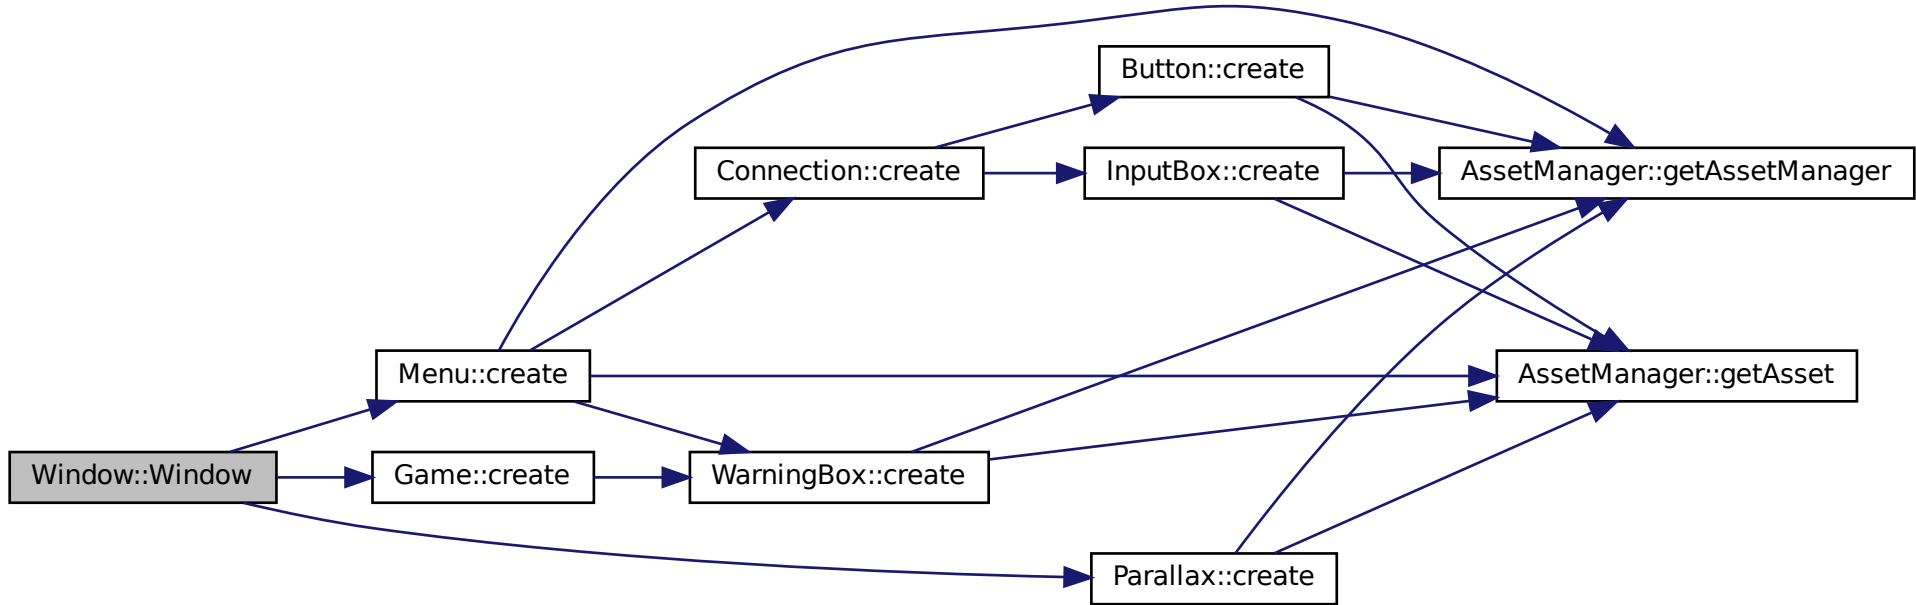 Button::create
Connection::create
InputBox::create
AssetManager::getAssetManager
Menu::create
AssetManager::getAsset
Window::Window
Game::create
WarningBox::create
Parallax::create